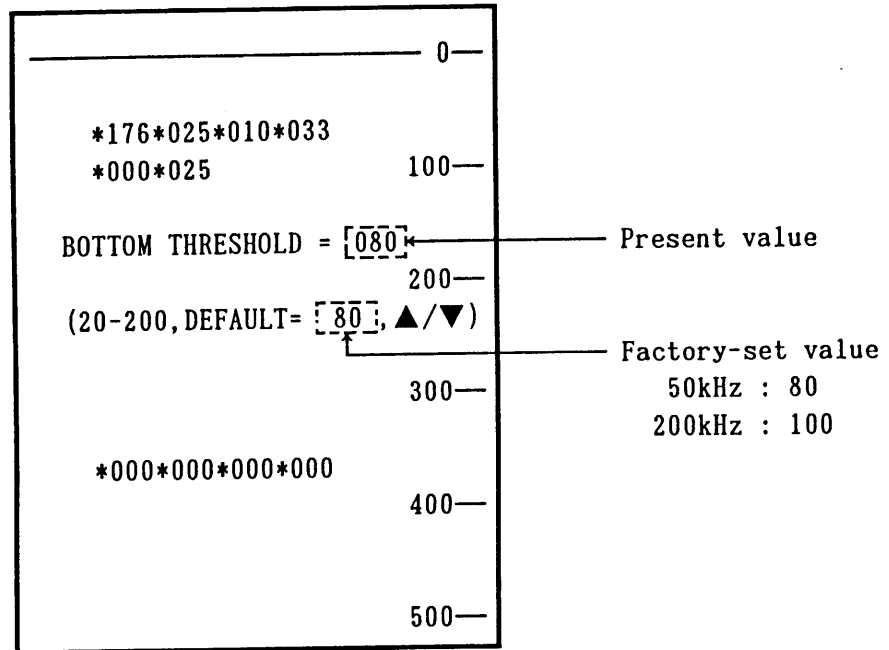 0
*176*025*010*033
*000*025
100
BOTTOM THRESHOLD = 080
Present value
200
(20-200,DEFAULT= 80 ,▲/▼)
Factory-set value
300
50kHz : 80
200kHz : 100
*000*000*000*000
400
500